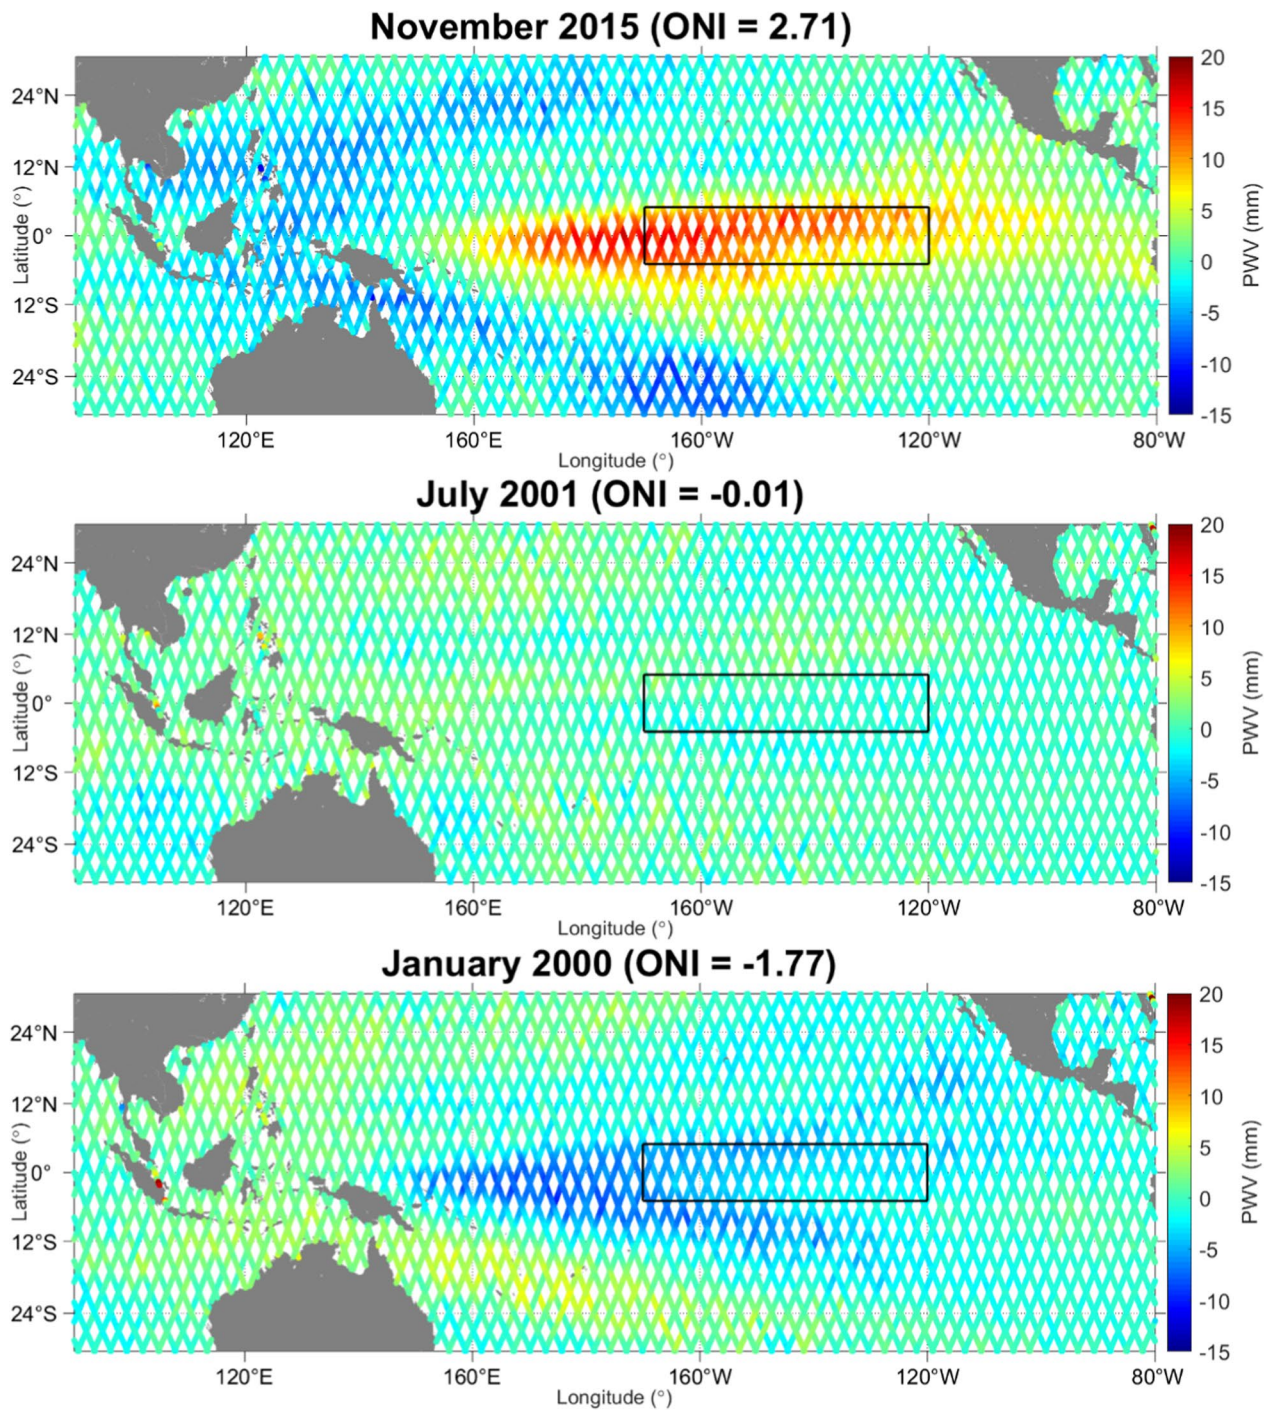 November 2015 (ONI = 2.71)
24°N
12°N
0°
12°S
24°S
Latitude (°)
120°E 160°E 160°W 120°W 80°W
Longitude (°)
20
15
10
5
0
-5
-10
-15
PWV (mm)
July 2001 (ONI = -0.01)
24°N
12°N
0°
12°S
24°S
Latitude (°)
120°E 160°E 160°W 120°W 80°W
Longitude (°)
20
15
10
5
0
-5
-10
-15
PWV (mm)
January 2000 (ONI = -1.77)
24°N
12°N
0°
12°S
24°S
Latitude (°)
120°E 160°E 160°W 120°W 80°W
Longitude (°)
20
15
10
5
0
-5
-10
-15
PWV (mm)